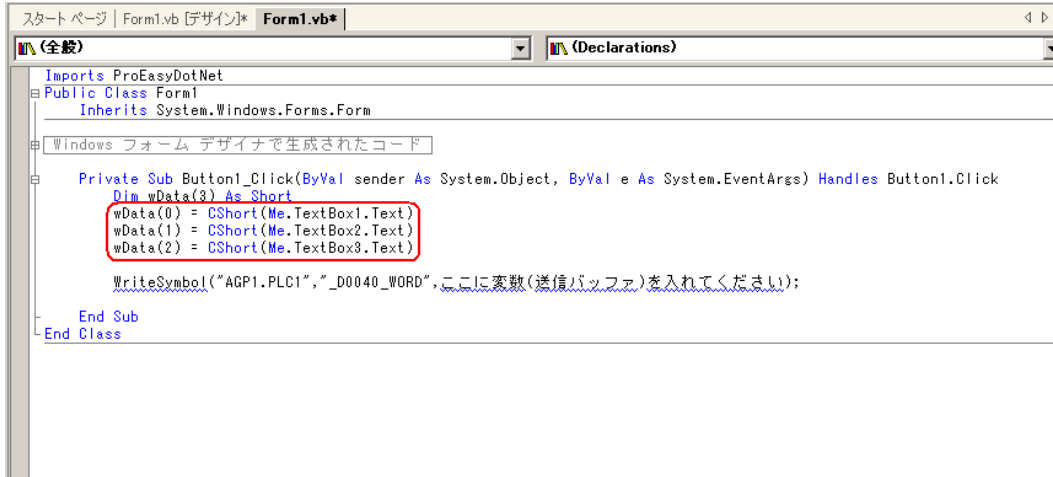 スタート ページ | Form1.vb [デザイン]* Form1.vb*
(全般) (Declarations)
Imports ProEasyDotNet
Public Class Form1
Inherits System.Windows.Forms.Form
Windows フォーム デザイナで生成されたコード
Private Sub Button1_Click(ByVal sender As System.Object, ByVal e As System.EventArgs) Handles Button1.Click
Dim wData(3) As Short
wData(0) = CShort(Me.TextBox1.Text)
wData(1) = CShort(Me.TextBox2.Text)
wData(2) = CShort(Me.TextBox3.Text)
WriteSymbol("AGP1.PLC1","_D0040_WORD",ここに変数(送信バッファ)を入れてください);
End Sub
End Class